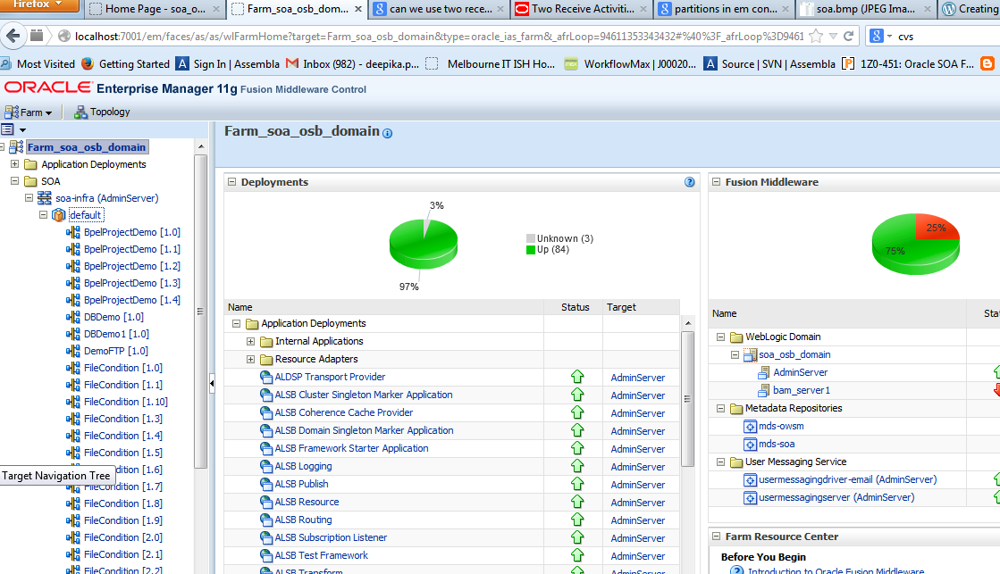 Firefox
Home Page - soa_o...
Farm_soa_osb_dom...
can we use two rece...
Two Receive Activiti...
partitions in em con...
soa.bmp (JPEG Ima...
Creating
localhost:7001/em/faces/as/as/wlFarmHome?target=Farm_soa_osb_domain&type=oracle_ias_farm&_afrLoop=94611353343432#%40%3F_afrLoop%3D9461
cvs
Most Visited
Getting Started
Sign In | Assembla
Inbox (982) - deepika.p...
Melbourne IT ISH Ho...
WorkflowMax | J00020...
Source | SVN | Assembla
1Z0-451: Oracle SOA F...
ORACLE Enterprise Manager 11g Fusion Middleware Control
Farm
Topology
Farm_soa_osb_domain
Application Deployments
SOA
soa-infra (AdminServer)
default
BpelProjectDemo [1.0]
BpelProjectDemo [1.1]
BpelProjectDemo [1.2]
BpelProjectDemo [1.3]
BpelProjectDemo [1.4]
DBDemo [1.0]
DBDemo1 [1.0]
DemoFTP [1.0]
FileCondition [1.0]
FileCondition [1.1]
FileCondition [1.10]
FileCondition [1.3]
FileCondition [1.4]
FileCondition [1.5]
dition [1.6]
Target Navigation Tree
FileCondition [1.7]
FileCondition [1.8]
FileCondition [1.9]
FileCondition [2.0]
FileCondition [2.1]
FileCondition [2.2]
Farm_soa_osb_domain
Deployments
3%
97%
Unknown (3)
Up (84)
Name Status Target
Application Deployments
Internal Applications
Resource Adapters
ALDSP Transport Provider AdminServer
ALSB Cluster Singleton Marker Application AdminServer
ALSB Coherence Cache Provider AdminServer
ALSB Domain Singleton Marker Application AdminServer
ALSB Framework Starter Application AdminServer
ALSB Logging AdminServer
ALSB Publish AdminServer
ALSB Resource AdminServer
ALSB Routing AdminServer
ALSB Subscription Listener AdminServer
ALSB Test Framework AdminServer
ALSB Transform AdminServer
Fusion Middleware
25%
75%
Name Stat
WebLogic Domain
soa_osb_domain
AdminServer
bam_server1
Metadata Repositories
mds-owsm
mds-soa
User Messaging Service
usermessagingdriver-email (AdminServer)
usermessagingserver (AdminServer)
Farm Resource Center
Before You Begin
Introduction to Oracle Fusion Middleware